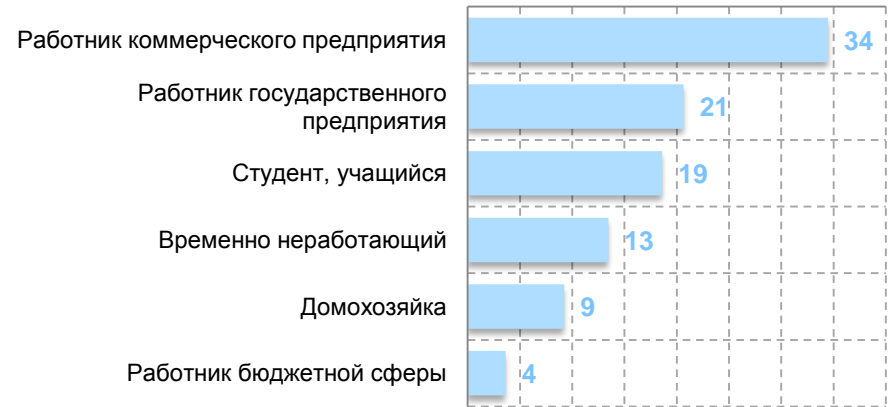 Работник коммерческого предприятия
34
Работник государственного
предприятия
21
Студент, учащийся
19
Временно неработающий
13
Домохозяйка
9
Работник бюджетной сферы
4